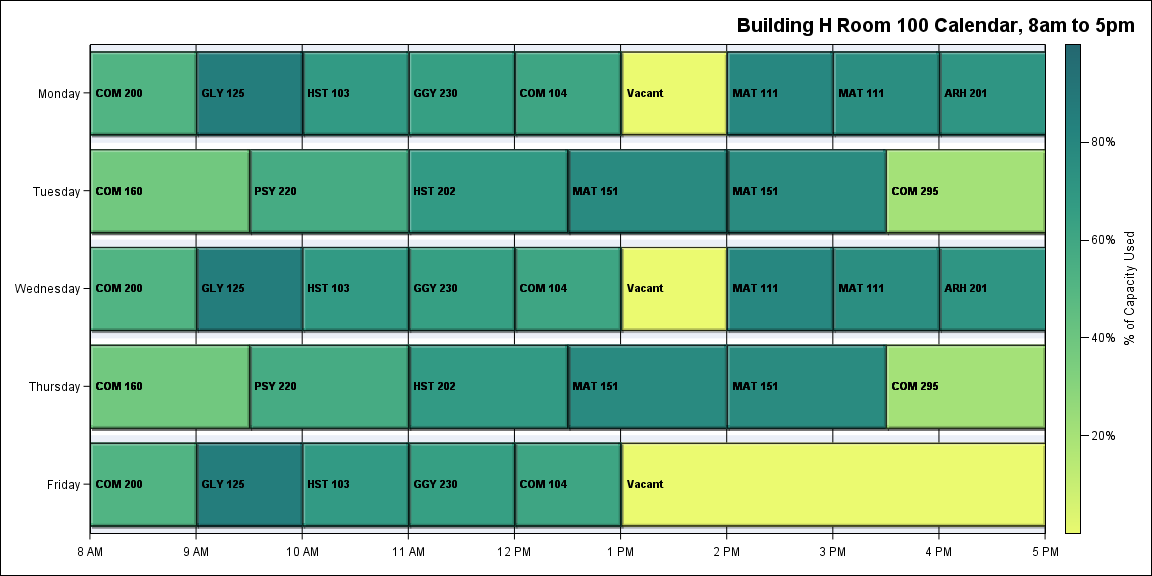 Building H Room 100 Calendar, 8am to 5pm
Monday COM 200 GLY 125 HST 103 GGY 230 COM 104 Vacant MAT 111 MAT 111 ARH 201
Tuesday COM 160 PSY 220 HST 202 MAT 151 MAT 151 COM 295
Wednesday COM 200 GLY 125 HST 103 GGY 230 COM 104 Vacant MAT 111 MAT 111 ARH 201
Thursday COM 160 PSY 220 HST 202 MAT 151 MAT 151 COM 295
Friday COM 200 GLY 125 HST 103 GGY 230 COM 104 Vacant
8 AM 9 AM 10 AM 11 AM 12 PM 1 PM 2 PM 3 PM 4 PM 5 PM
80%
60%
40%
20%
% of Capacity Used